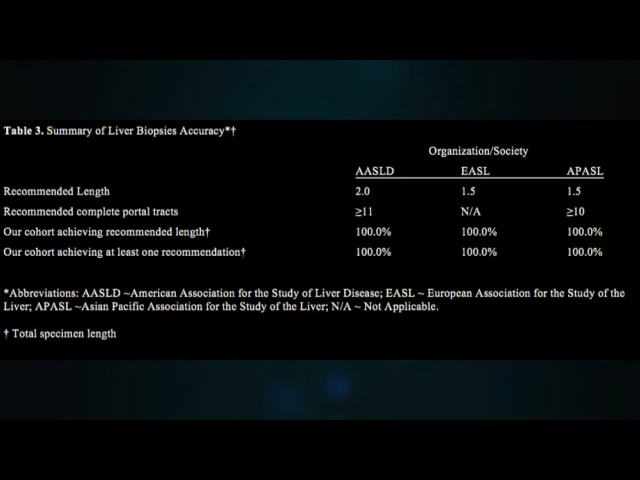 Table 3. Summary of Liver Biopsies Accuracy*†
Organization/Society
AASLD EASL APASL
Recommended Length 2.0 1.5 1.5
Recommended complete portal tracts ≥11 N/A ≥10
Our cohort achieving recommended length† 100.0% 100.0% 100.0%
Our cohort achieving at least one recommendation† 100.0% 100.0% 100.0%
*Abbreviations: AASLD ~American Association for the Study of Liver Disease; EASL ~ European Association for the Study of the
Liver; APASL ~Asian Pacific Association for the Study of the Liver; N/A ~ Not Applicable.
† Total specimen length